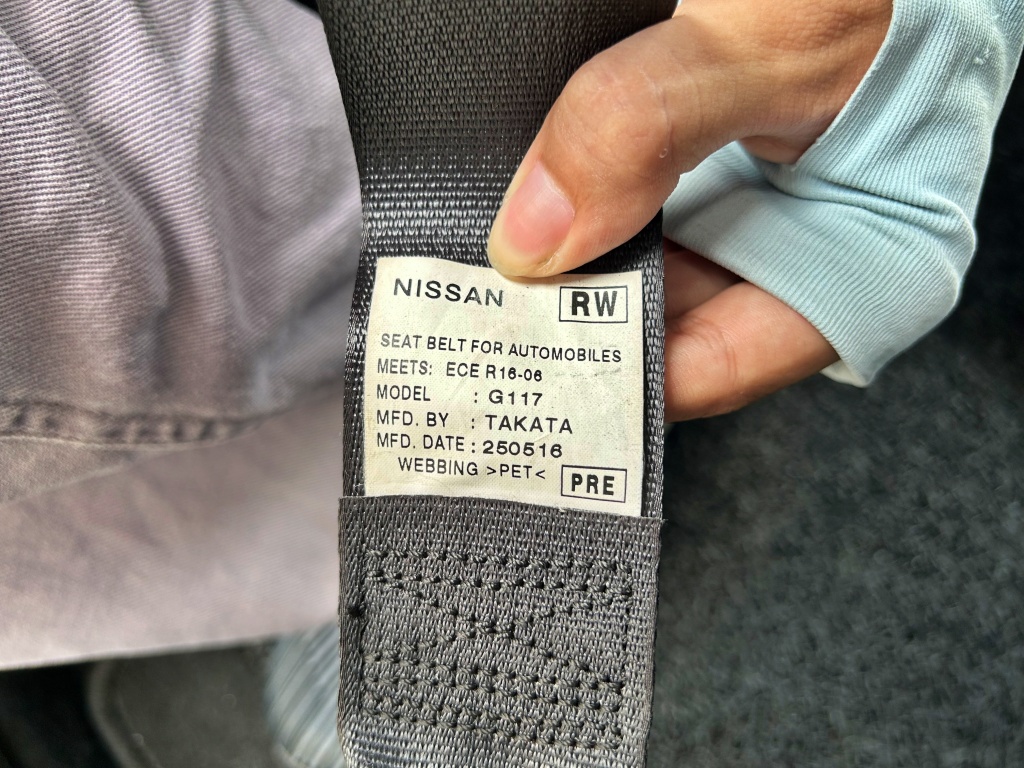 NISSAN RW
SEAT BELT FOR AUTOMOBILES
MEETS: ECE R16-06
MODEL : G117
MFD. BY : TAKATA
MFD. DATE : 250516
WEBBING >PET< PRE